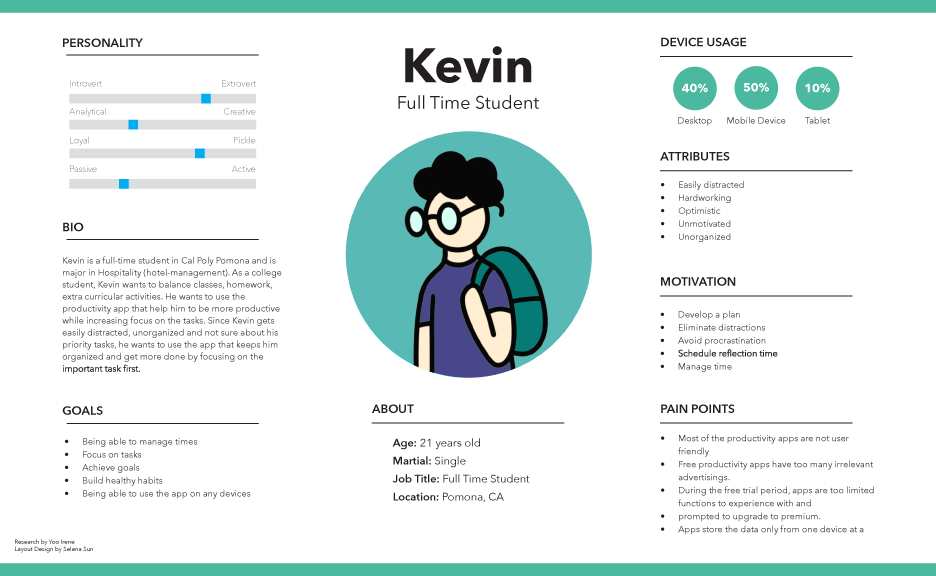 PERSONALITY
Introvert Extrovert
Analytical Creative
Loyal Fickle
Passive Active
BIO
Kevin is a full-time student in Cal Poly Pomona and is
major in Hospitality (hotel-management). As a college
student, Kevin wants to balance classes, homework,
extra curricular activities. He wants to use the
productivity app that help him to be more productive
while increasing focus on the tasks. Since Kevin gets
easily distracted, unorganized and not sure about his
priority tasks, he wants to use the app that keeps him
organized and get more done by focusing on the
important task first.
GOALS
• Being able to manage times
• Focus on tasks
• Achieve goals
• Build healthy habits
• Being able to use the app on any devices
Research by Yoo Irene
Layout Design by Selena Sun
Kevin
Full Time Student
ABOUT
Age: 21 years old
Martial: Single
Job Title: Full Time Student
Location: Pomona, CA
DEVICE USAGE
40% 50% 10%
Desktop Mobile Device Tablet
ATTRIBUTES
• Easily distracted
• Hardworking
• Optimistic
• Unmotivated
• Unorganized
MOTIVATION
• Develop a plan
• Eliminate distractions
• Avoid procrastination
• Schedule reflection time
• Manage time
PAIN POINTS
• Most of the productivity apps are not user
friendly
• Free productivity apps have too many irrelevant
advertisings.
• During the free trial period, apps are too limited
functions to experience with and
• prompted to upgrade to premium.
• Apps store the data only from one device at a